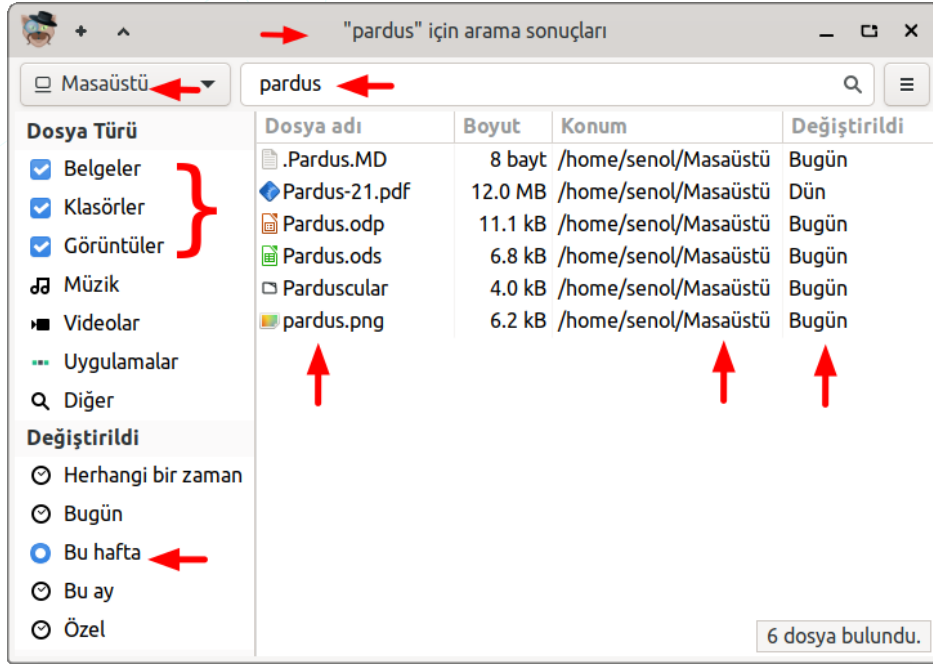 "pardus" için arama sonuçları
Masaüstü
pardus
Dosya Türü
Belgeler
Klasörler
Görüntüler
Müzik
Videolar
Uygulamalar
Diğer
Değiştirildi
Herhangi bir zaman
Bugün
Bu hafta
Bu ay
Özel
Dosya adı Boyut Konum Değiştirildi
.Pardus.MD 8 bayt /home/senol/Masaüstü Bugün
Pardus-21.pdf 12.0 MB /home/senol/Masaüstü Dün
Pardus.odp 11.1 kB /home/senol/Masaüstü Bugün
Pardus.ods 6.8 kB /home/senol/Masaüstü Bugün
Parduscular 4.0 kB /home/senol/Masaüstü Bugün
pardus.png 6.2 kB /home/senol/Masaüstü Bugün
6 dosya bulundu.